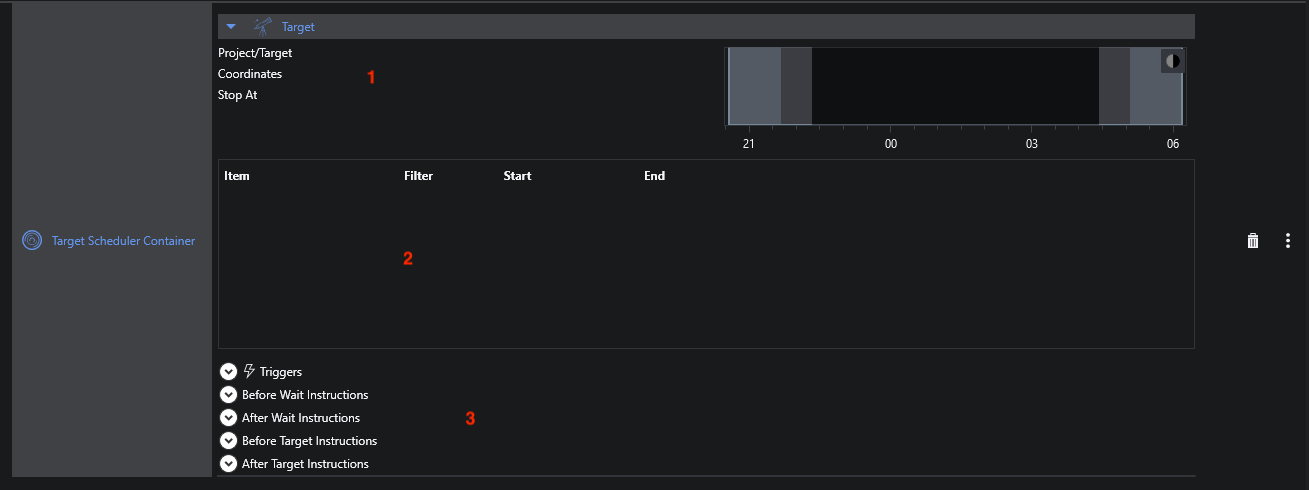 Target
Project/Target
Coordinates
Stop At
1
21 00 03 06
Item Filter Start End
Target Scheduler Container
2
Triggers
Before Wait Instructions
After Wait Instructions
3
Before Target Instructions
After Target Instructions